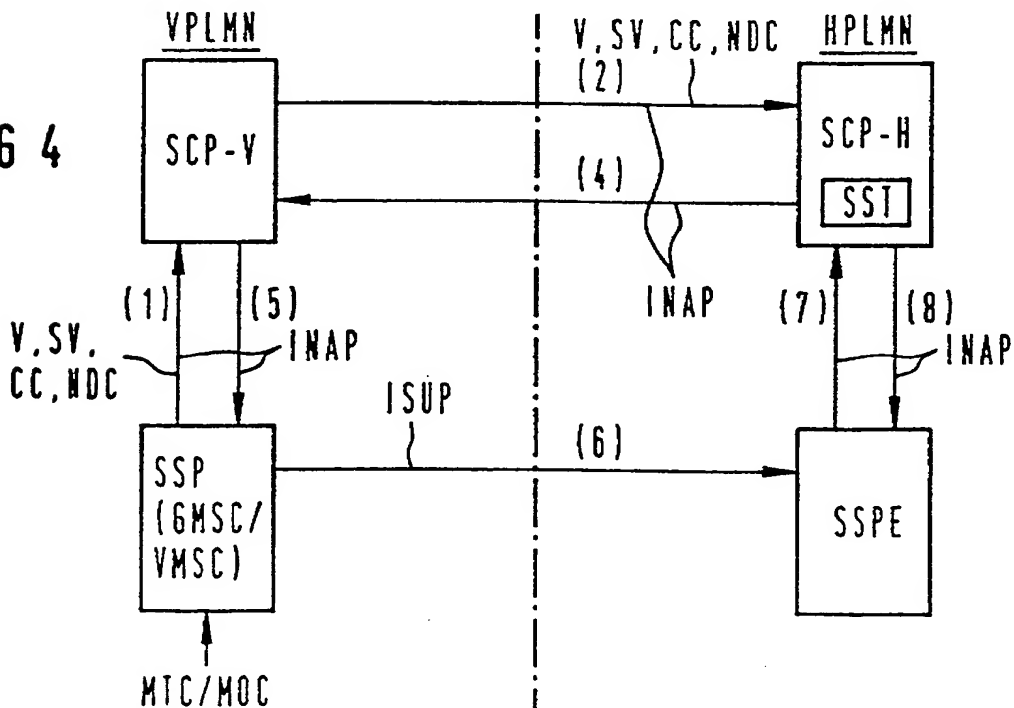 VPLMN
V,SV,CC,NDC
HPLMN
(2)
G 4
SCP-V
SCP-H
(4)
SST
(1)
(5)
INAP
(7)
(8)
V,SV,
CC,NDC
INAP
INAP
ISUP
(6)
SSP
(GMSC/
VMSC)
SSPE
MTC/MOC